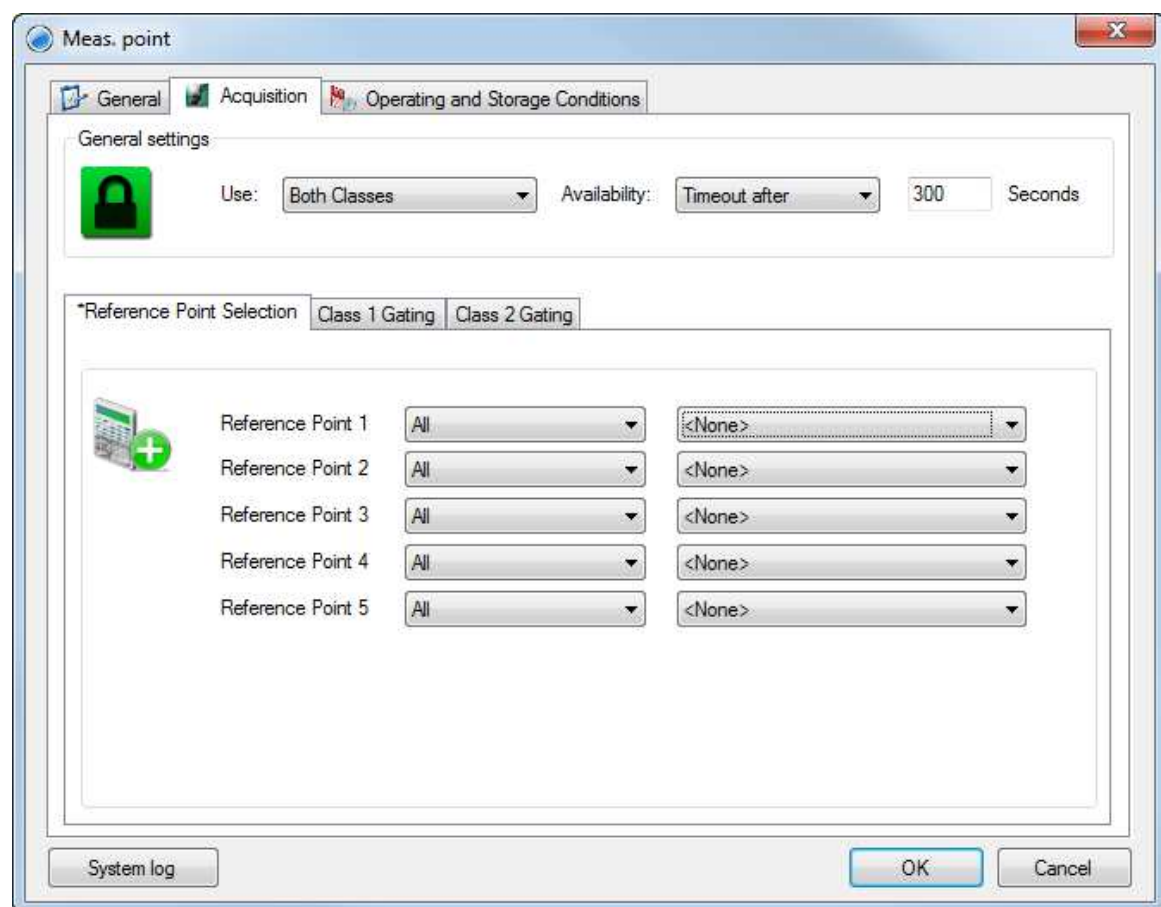 Meas. point
General Acquisition Operating and Storage Conditions
General settings
Use: Both Classes Availability: Timeout after 300 Seconds
*Reference Point Selection Class 1 Gating Class 2 Gating
Reference Point 1 All <None>
Reference Point 2 All <None>
Reference Point 3 All <None>
Reference Point 4 All <None>
Reference Point 5 All <None>
System log OK Cancel